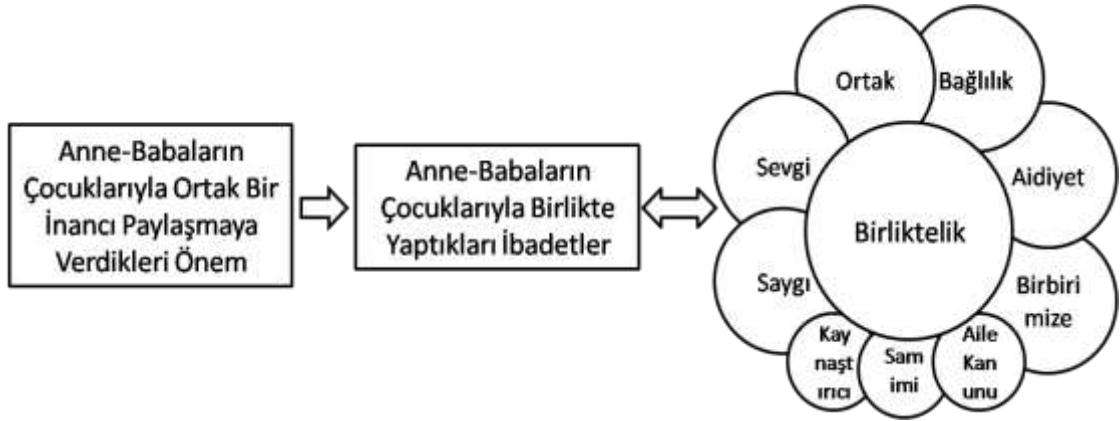 Anne-Babaların
Çocuklarıyla Ortak Bir
İnancı Paylaşmaya
Verdikleri Önem
Anne-Babaların
Çocuklarıyla Birlikte
Yaptıkları İbadetler
Ortak
Bağlılık
Sevgi
Aidiyet
Birliktelik
Saygı
Birbiri
mize
Kay
naşt
ırıcı
Sam
imi
Aile
Kan
unu